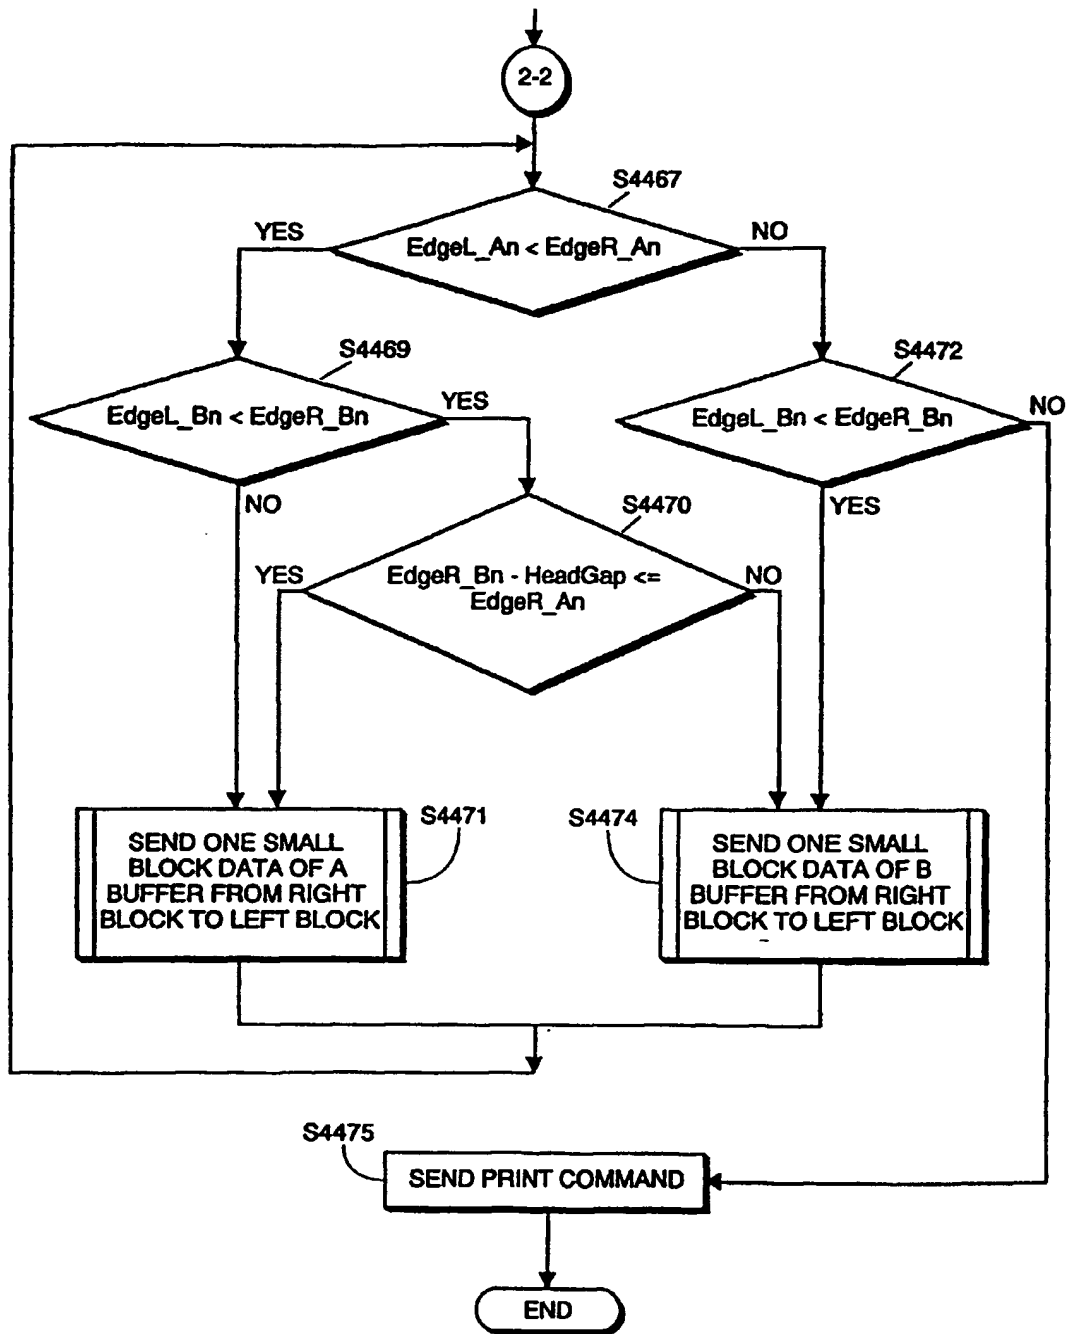 2-2
S4467
YES
EdgeL_An < EdgeR_An
NO
S4469
S4472
EdgeL_Bn < EdgeR_Bn
YES
EdgeL_Bn < EdgeR_Bn
NO
NO
S4470
YES
YES
EdgeR_Bn - HeadGap <=
EdgeR_An
NO
SEND ONE SMALL
BLOCK DATA OF A
BUFFER FROM RIGHT
BLOCK TO LEFT BLOCK
S4471
S4474
SEND ONE SMALL
BLOCK DATA OF B
BUFFER FROM RIGHT
BLOCK TO LEFT BLOCK
S4475
SEND PRINT COMMAND
END